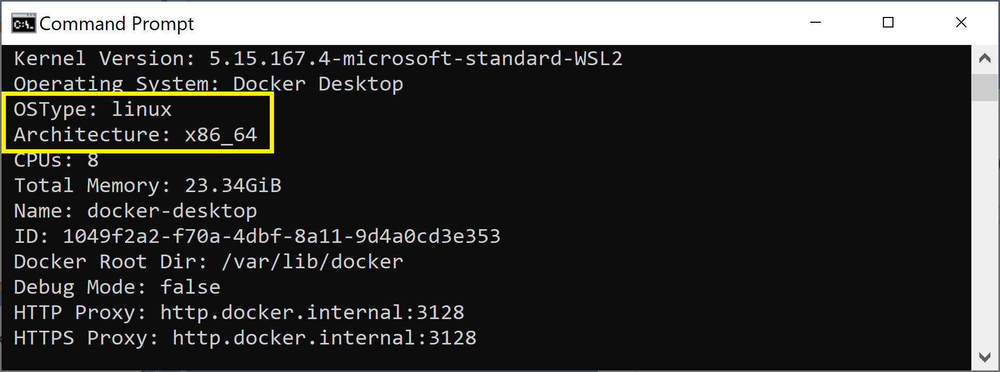 C:\.
Command Prompt
Kernel Version: 5.15.167.4-microsoft-standard-WSL2
Operating System: Docker Desktop
OSType: linux
Architecture: x86_64
CPUs: 8
Total Memory: 23.34GiB
Name: docker-desktop
ID: 1049f2a2-f70a-4dbf-8a11-9d4a0cd3e353
Docker Root Dir: /var/lib/docker
Debug Mode: false
HTTP Proxy: http.docker.internal:3128
HTTPS Proxy: http.docker.internal:3128